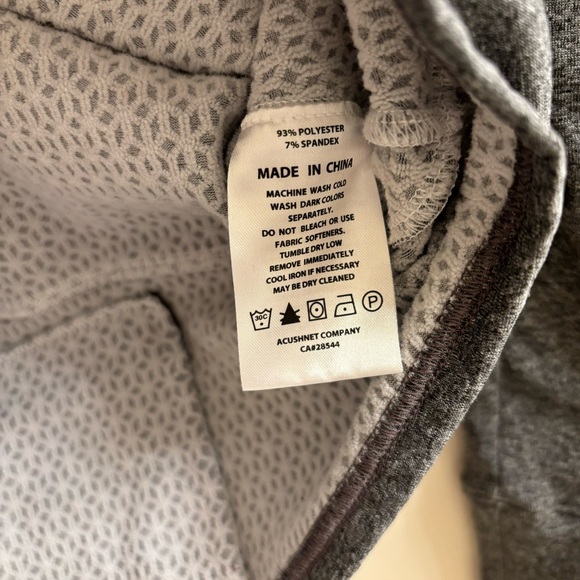 93% POLYESTER
7% SPANDEX
MADE IN CHINA
MACHINE WASH COLD
WASH DARK COLORS
SEPARATELY.
DO NOT BLEACH OR USE
FABRIC SOFTENERS.
TUMBLE DRY LOW
REMOVE IMMEDIATELY
COOL IRON IF NECESSARY
MAY BE DRY CLEANED
30C P
ACUSHNET COMPANY
CA#28544